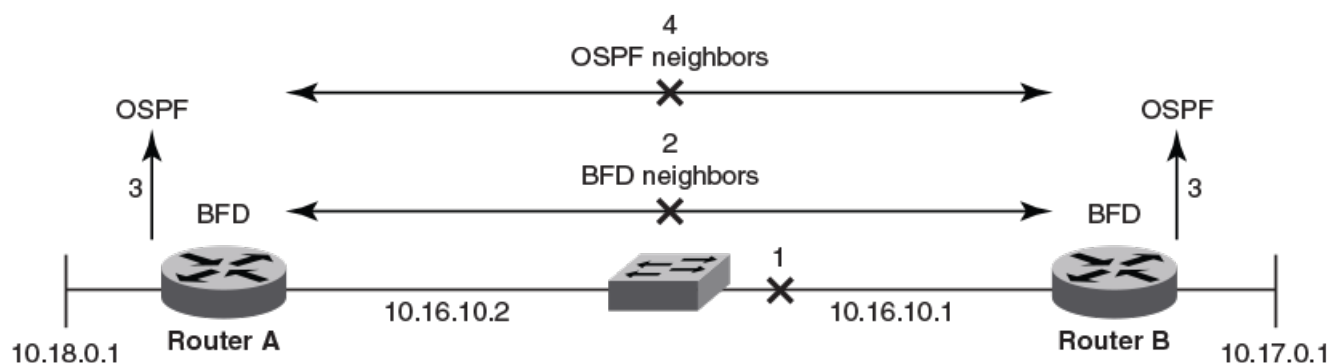 4
OSPF neighbors
OSPF
OSPF
2
BFD neighbors
3
3
BFD
BFD
1
10.16.10.2
10.16.10.1
Router A
Router B
10.18.0.1
10.17.0.1